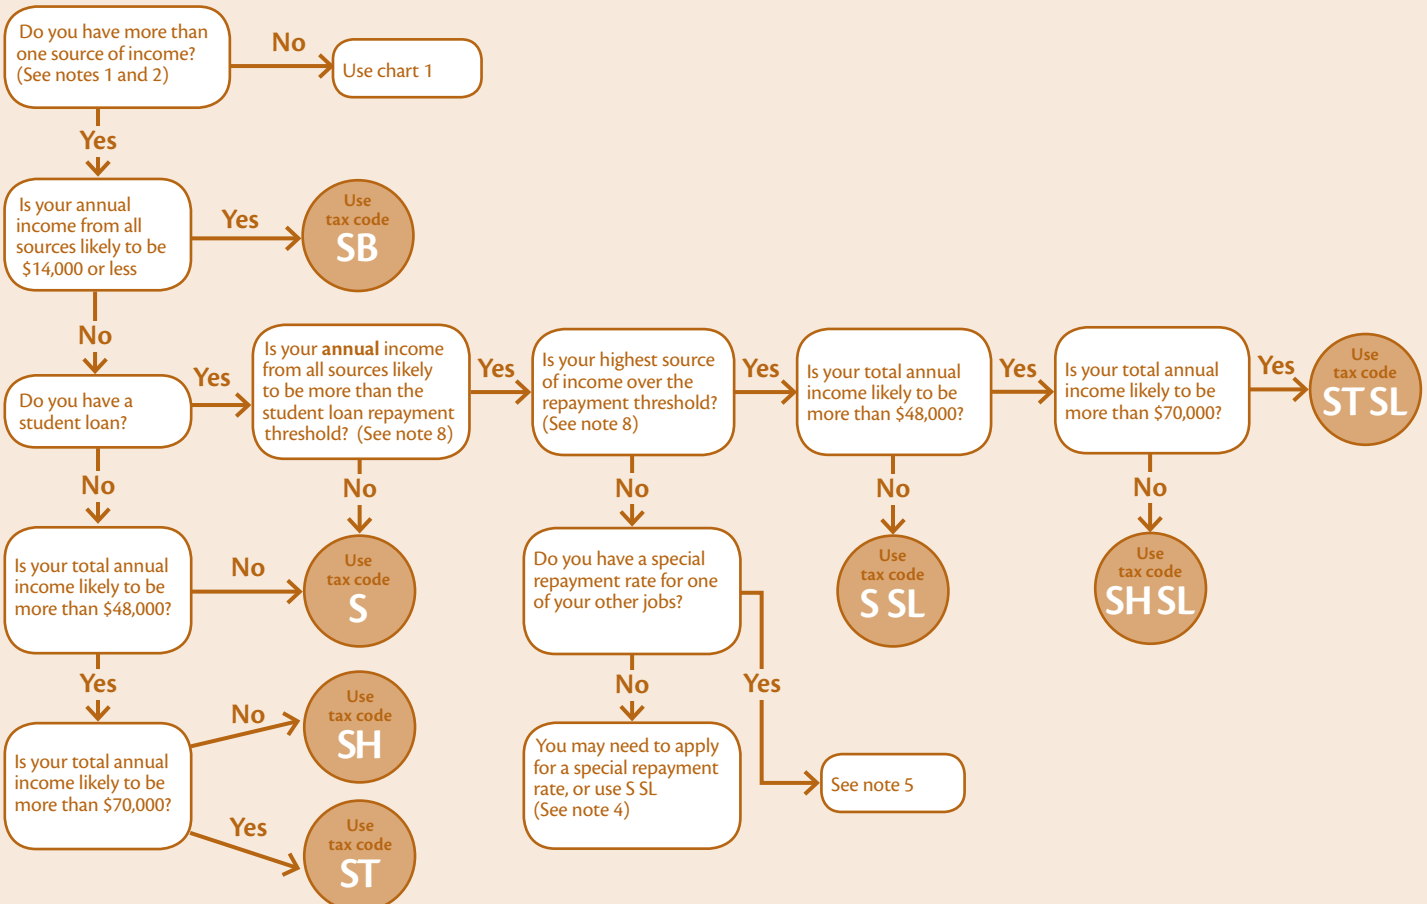 Do you have more than
one source of income?
(See notes 1 and 2)
No
Use chart 1
Yes
Is your annual
income from all
sources likely to be
$14,000 or less
Yes
Use
tax code
SB
No
Do you have a
student loan?
Yes
Is your annual income
from all sources likely
to be more than the
student loan repayment
threshold? (See note 8)
Yes
Is your highest source
of income over the
repayment threshold?
(See note 8)
Yes
Is your total annual
income likely to be
more than $48,000?
Yes
Is your total annual
income likely to be
more than $70,000?
Yes
Use
tax code
ST SL
No
No
No
No
No
Is your total annual
income likely to be
more than $48,000?
No
Use
tax code
S
Do you have a special
repayment rate for one
of your other jobs?
Use
tax code
S SL
Use
tax code
SH SL
Yes
No
Yes
Is your total annual
income likely to be
more than $70,000?
No
Use
tax code
SH
Yes
Use
tax code
ST
You may need to apply
for a special repayment
rate, or use S SL
(See note 4)
See note 5